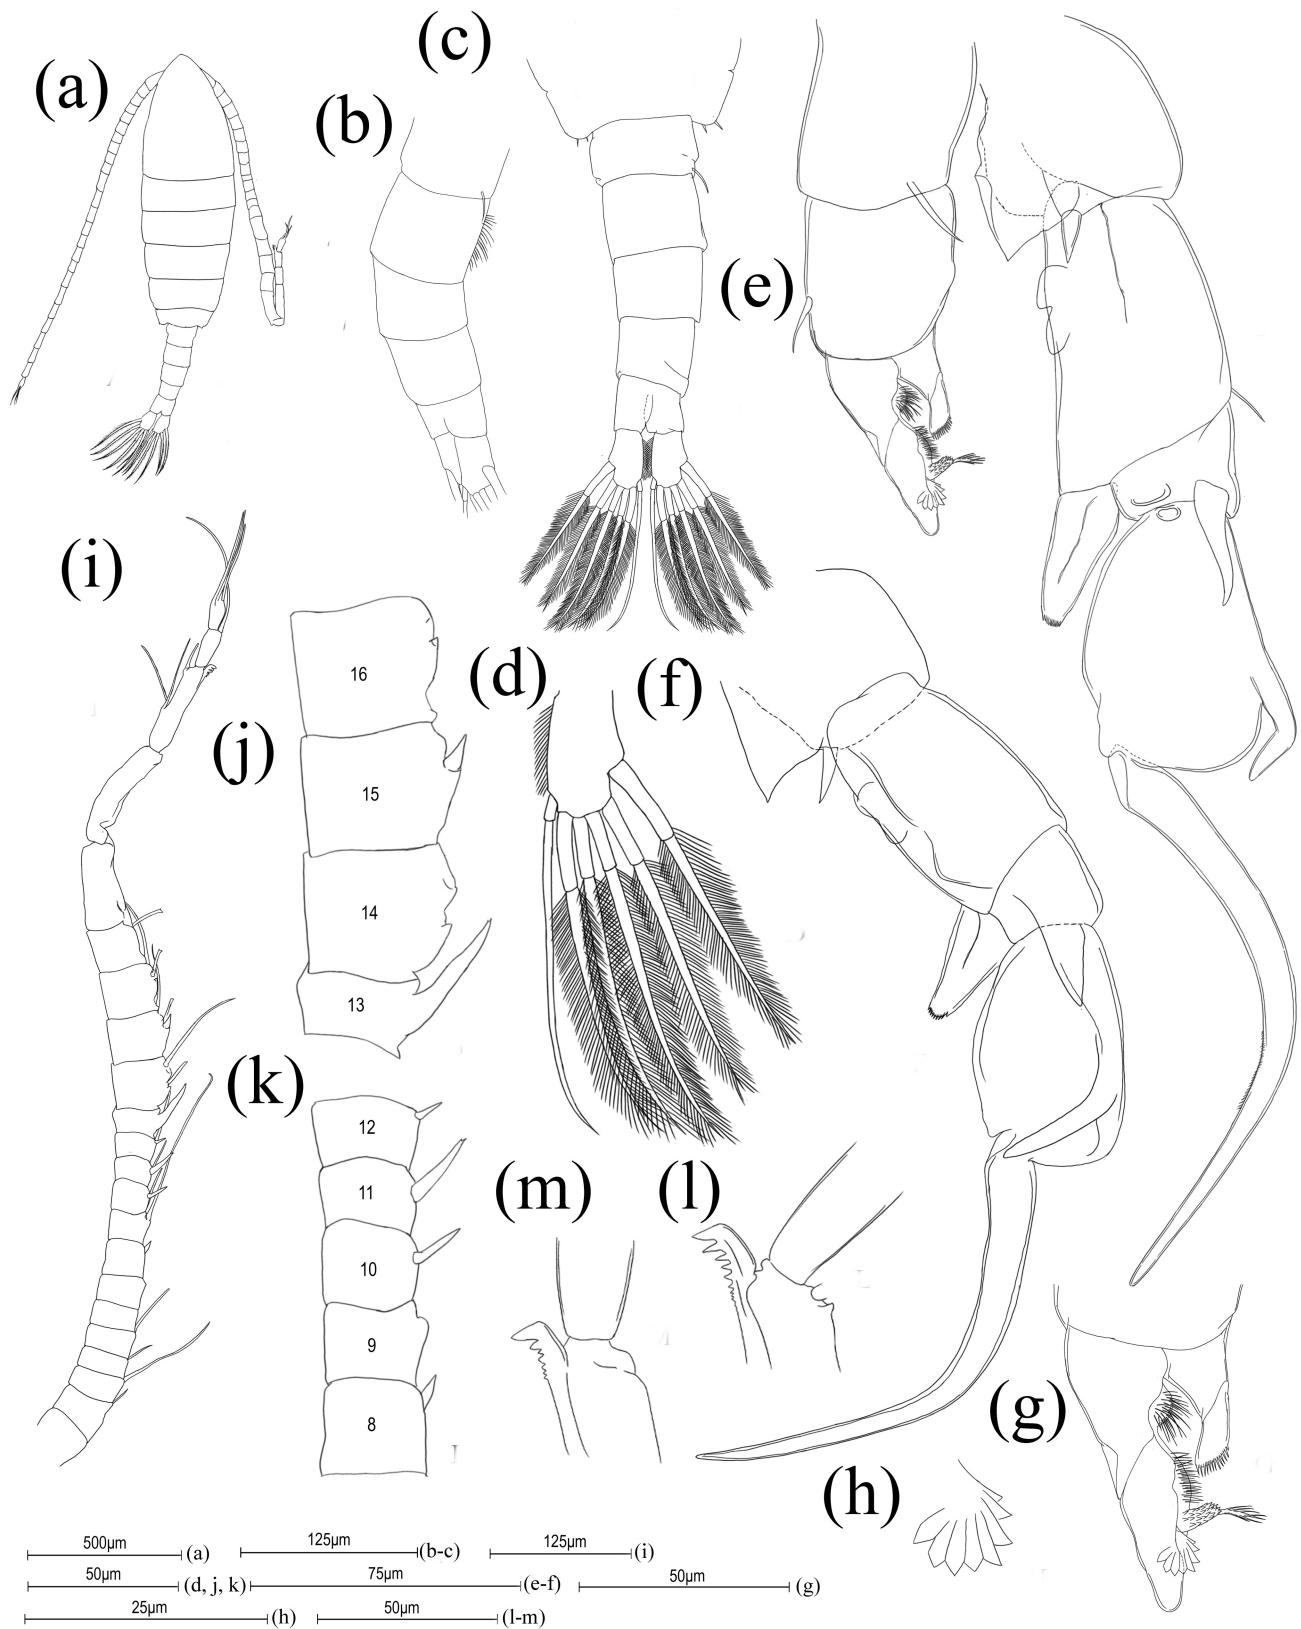 (c)
(a)
(b)
(e)
(i)
(d)
(f)
(j)
16
15
14
13
(k)
12
11
10
9
8
(m)
(l)
(g)
(h)
500µm (a)
125µm (b-c)
125µm (i)
50µm (d, j, k)
75µm (e-f)
50µm (g)
25µm (h)
50µm (l-m)